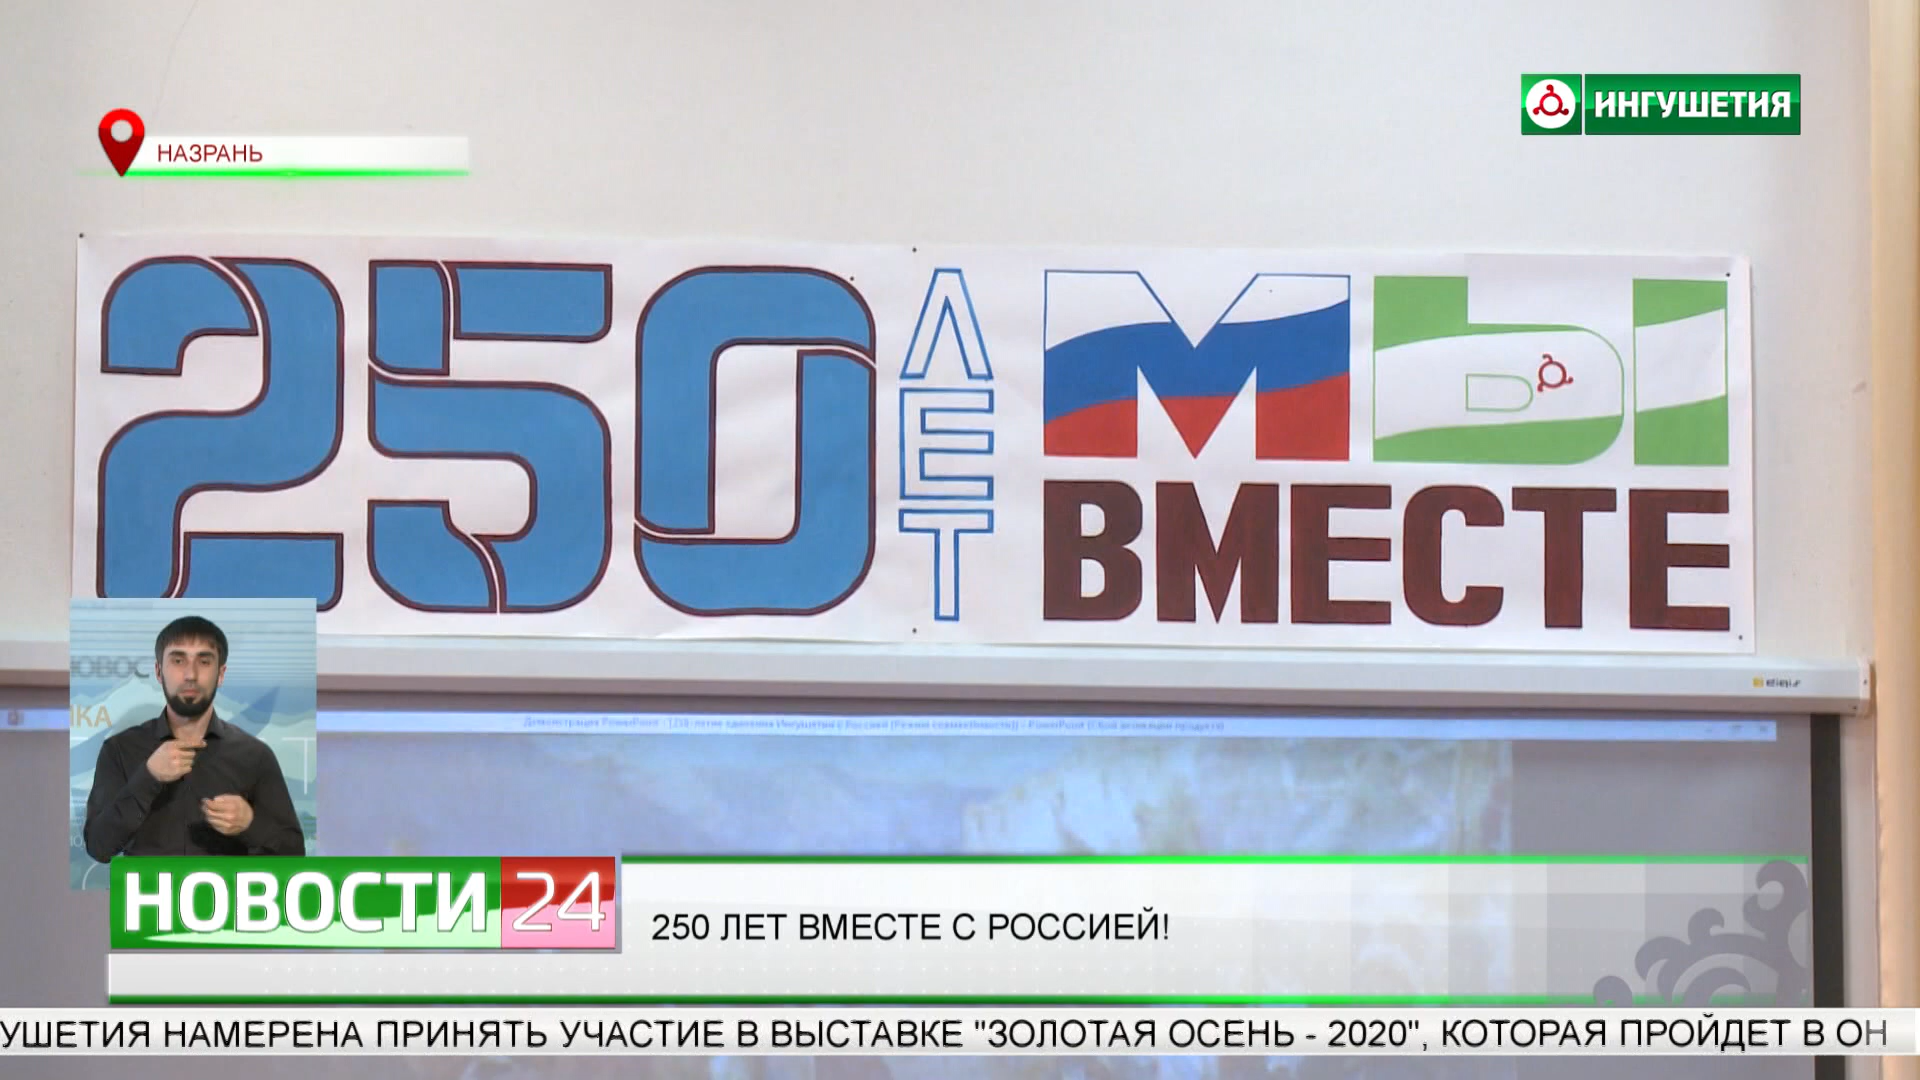 ИНГУШЕТИЯ
НАЗРАНЬ
250 ЛЕТ МЫ
ВМЕСТЕ
НОВОСТИ 24
250 ЛЕТ ВМЕСТЕ С РОССИЕЙ!
УШЕТИЯ НАМЕРЕНА ПРИНЯТЬ УЧАСТИЕ В ВЫСТАВКЕ "ЗОЛОТАЯ ОСЕНЬ - 2020", КОТОРАЯ ПРОЙДЕТ В ОН